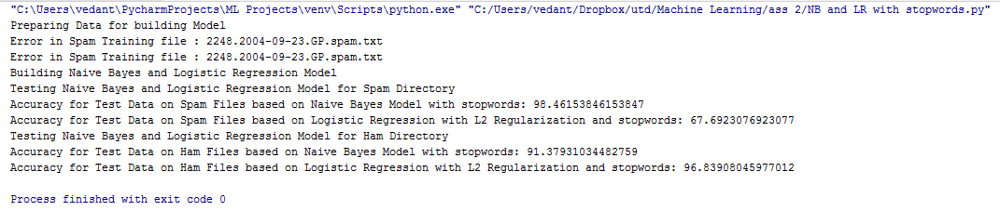 "C:\Users\vedant\PycharmProjects\ML Projects\venv\Scripts\python.exe" "C:/Users/vedant/Dropbox/utd/Machine Learning/ass 2/NB and LR with stopwords.py"
Preparing Data for building Model
Error in Spam Training file : 2248.2004-09-23.GP.spam.txt
Error in Spam Training file : 2248.2004-09-23.GP.spam.txt
Building Naive Bayes and Logistic Regression Model
Testing Naive Bayes and Logistic Regression Model for Spam Directory
Accuracy for Test Data on Spam Files based on Naive Bayes Model with stopwords: 98.46153846153847
Accuracy for Test Data on Spam Files based on Logistic Regression with L2 Regularization and stopwords: 67.6923076923077
Testing Naive Bayes and Logistic Regression Model for Ham Directory
Accuracy for Test Data on Ham Files based on Naive Bayes Model with stopwords: 91.37931034482759
Accuracy for Test Data on Ham Files based on Logistic Regression with L2 Regularization and stopwords: 96.83908045977012
Process finished with exit code 0